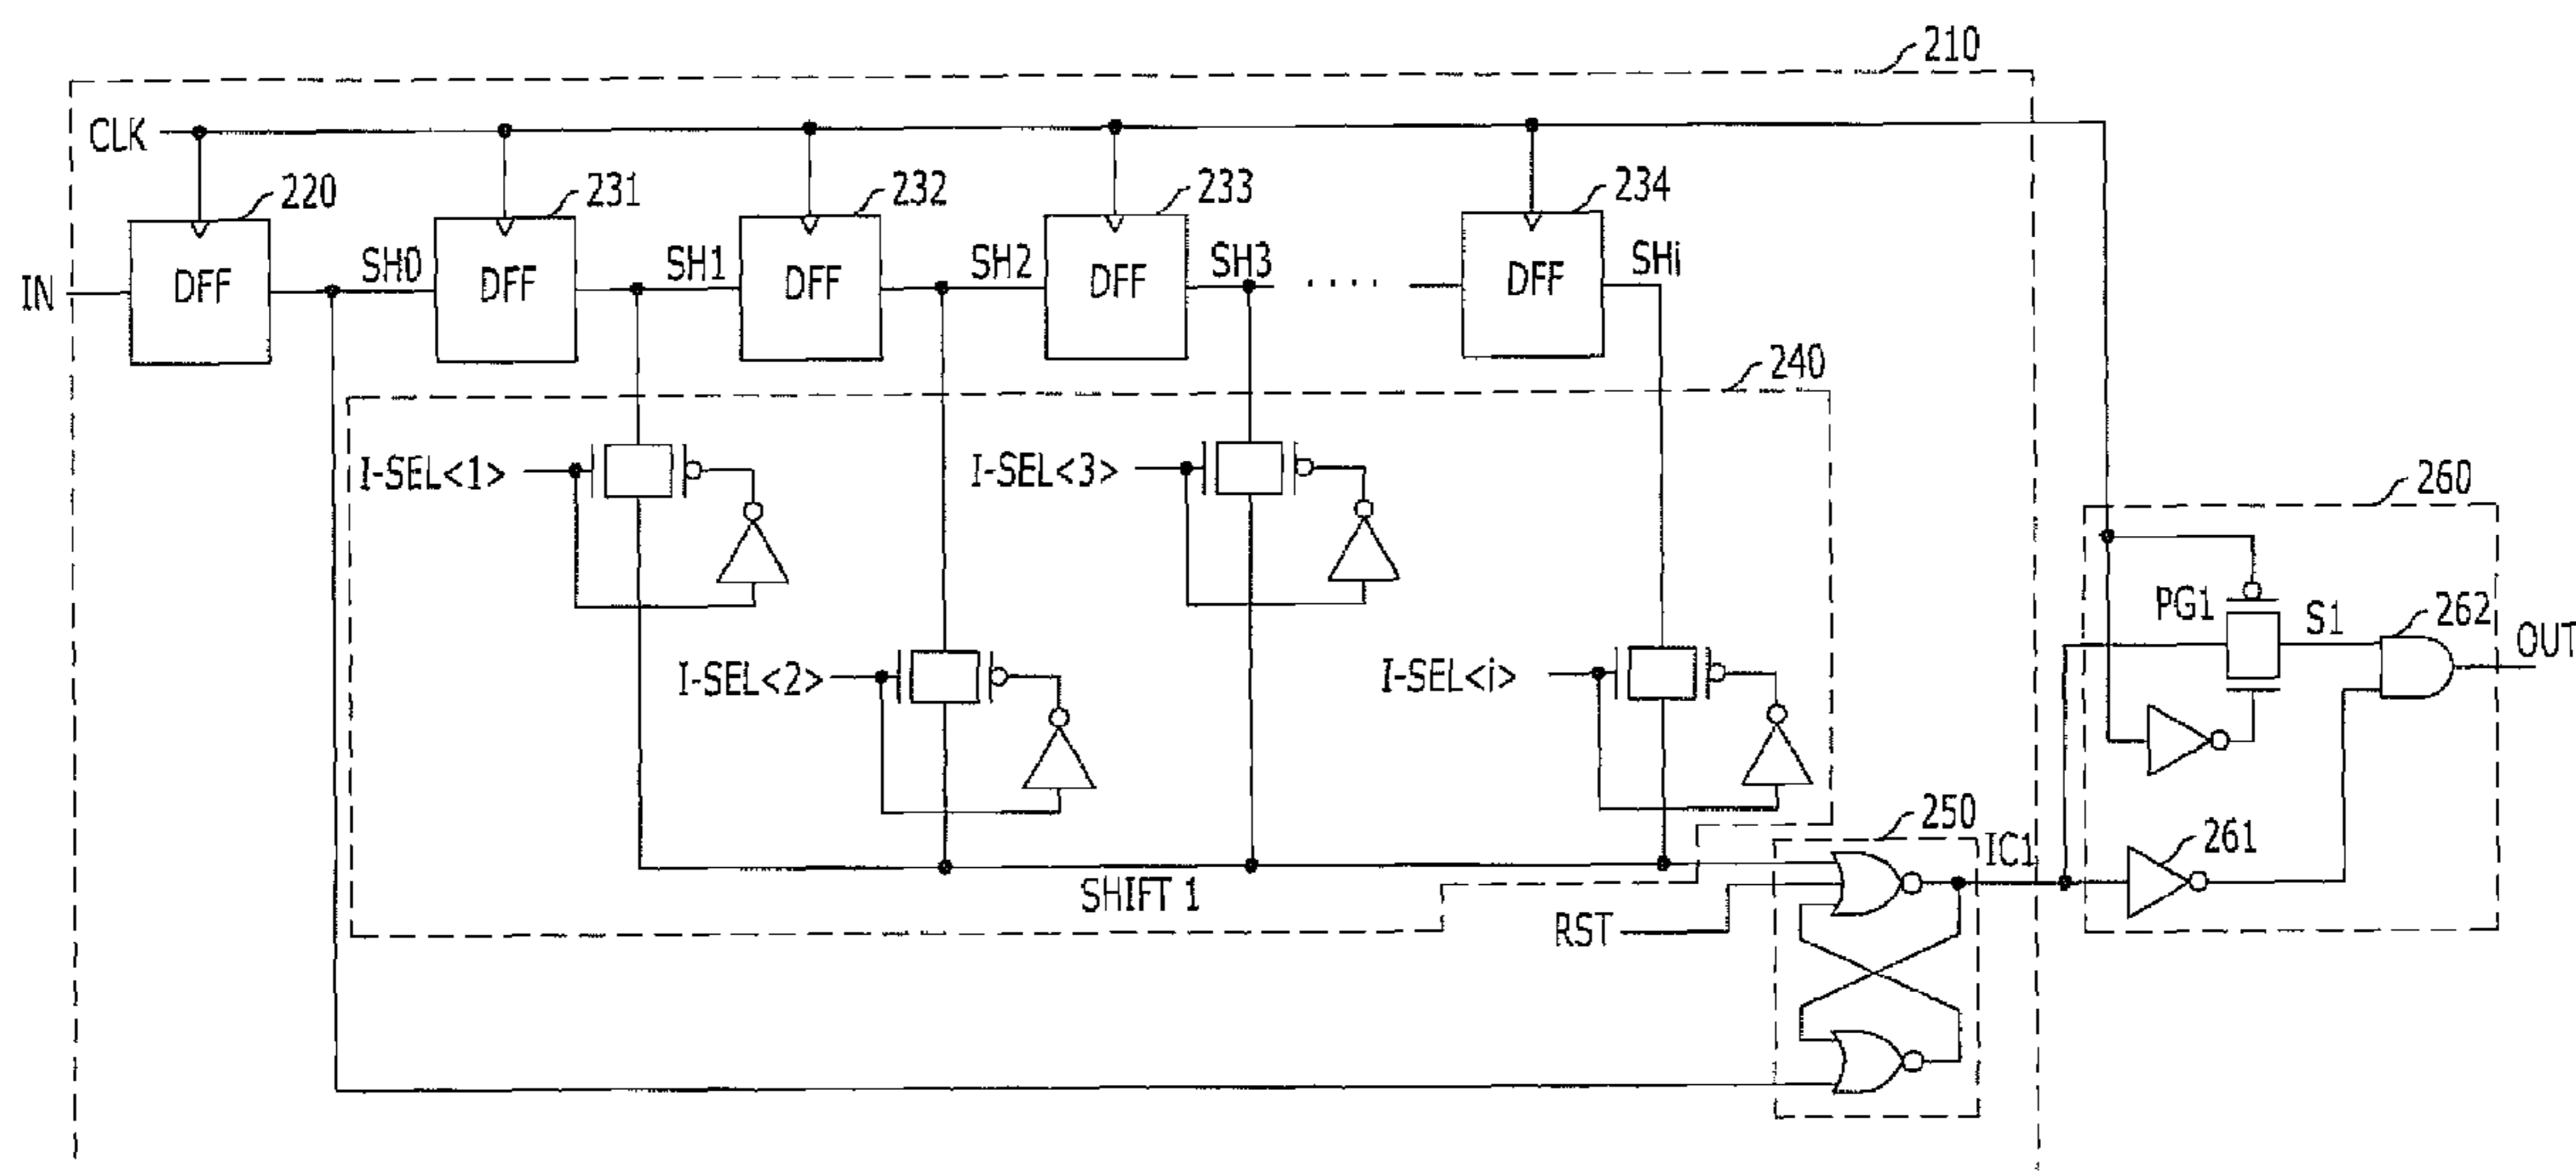 210
CLK
220
231
232
233
234
IN
DFF
SH0
DFF
SH1
DFF
SH2
DFF
SH3
. . . .
DFF
SHi
240
I-SEL<1>
I-SEL<3>
260
PG1
S1
262
OUT
I-SEL<2>
I-SEL<i>
250
IC1
261
SHIFT 1
RST